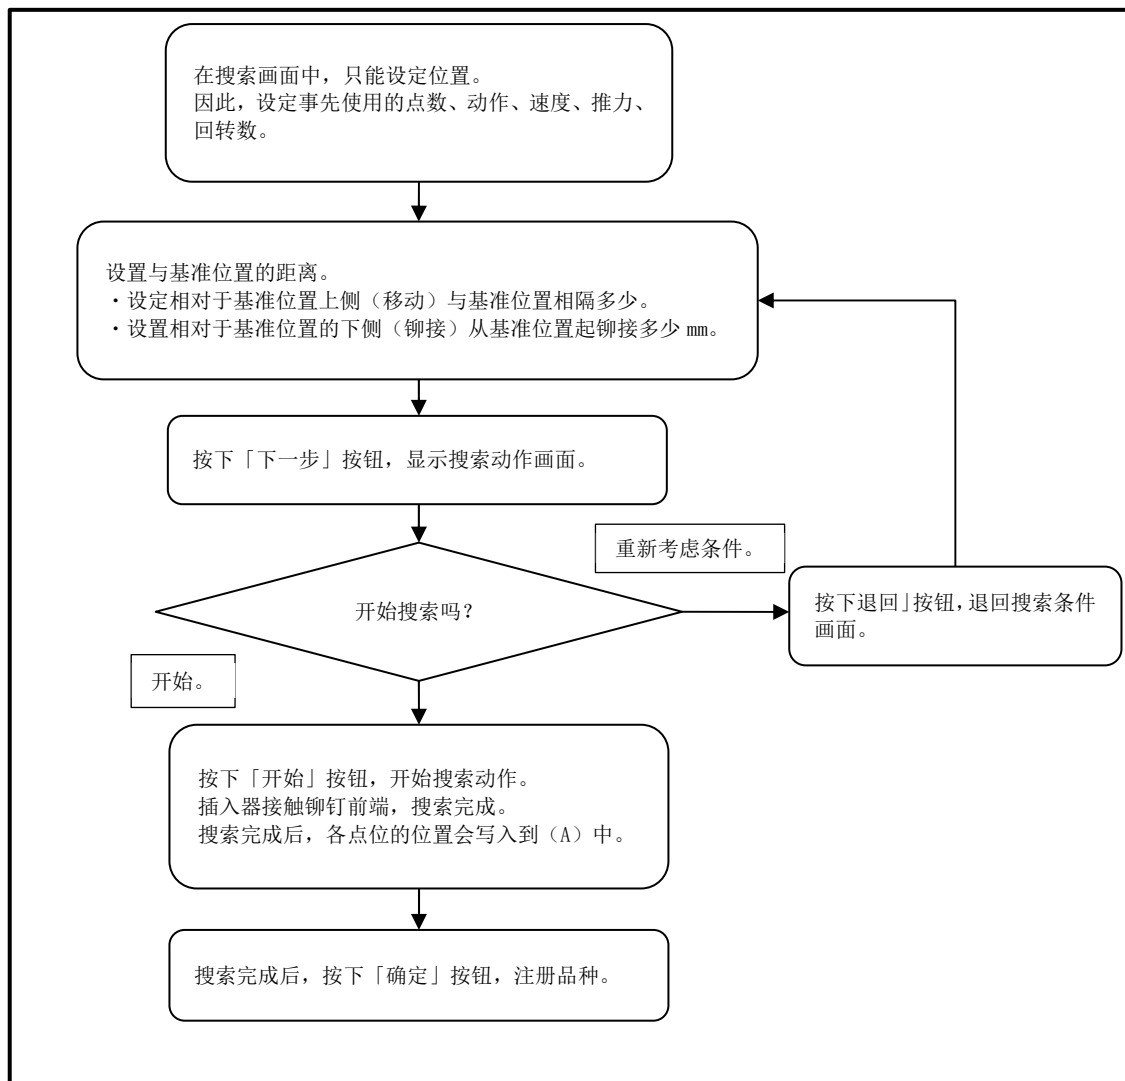 在搜索画面中，只能设定位置。
因此，设定事先使用的点数、动作、速度、推力、
回转数。
设置与基准位置的距离。
・设定相对于基准位置上侧（移动）与基准位置相隔多少。
・设置相对于基准位置的下侧（铆接）从基准位置起铆接多少 mm。
按下「下一步」按钮，显示搜索动作画面。
重新考虑条件。
开始搜索吗？
按下退回」按钮，退回搜索条件
画面。
开始。
按下「开始」按钮，开始搜索动作。
插入器接触铆钉前端，搜索完成。
搜索完成后，各点位的位置会写入到（A）中。
搜索完成后，按下「确定」按钮，注册品种。